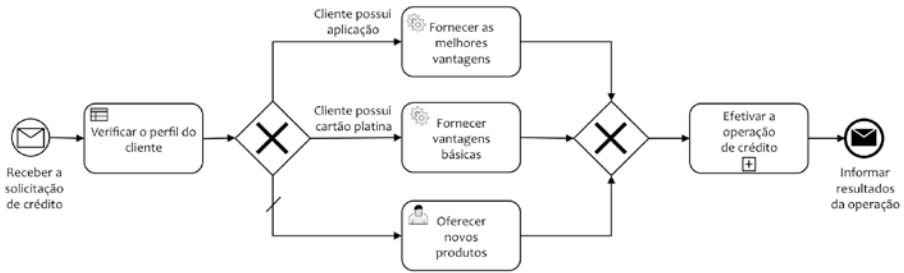 Receber a
solicitação
de crédito
Verificar o perfil do
cliente
Cliente possui
aplicação
Fornecer as
melhores
vantagens
Cliente possui
cartão platina
Fornecer
vantagens
básicas
Oferecer
novos
produtos
Efetivar a
operação
de crédito
Informar
resultados
da operação